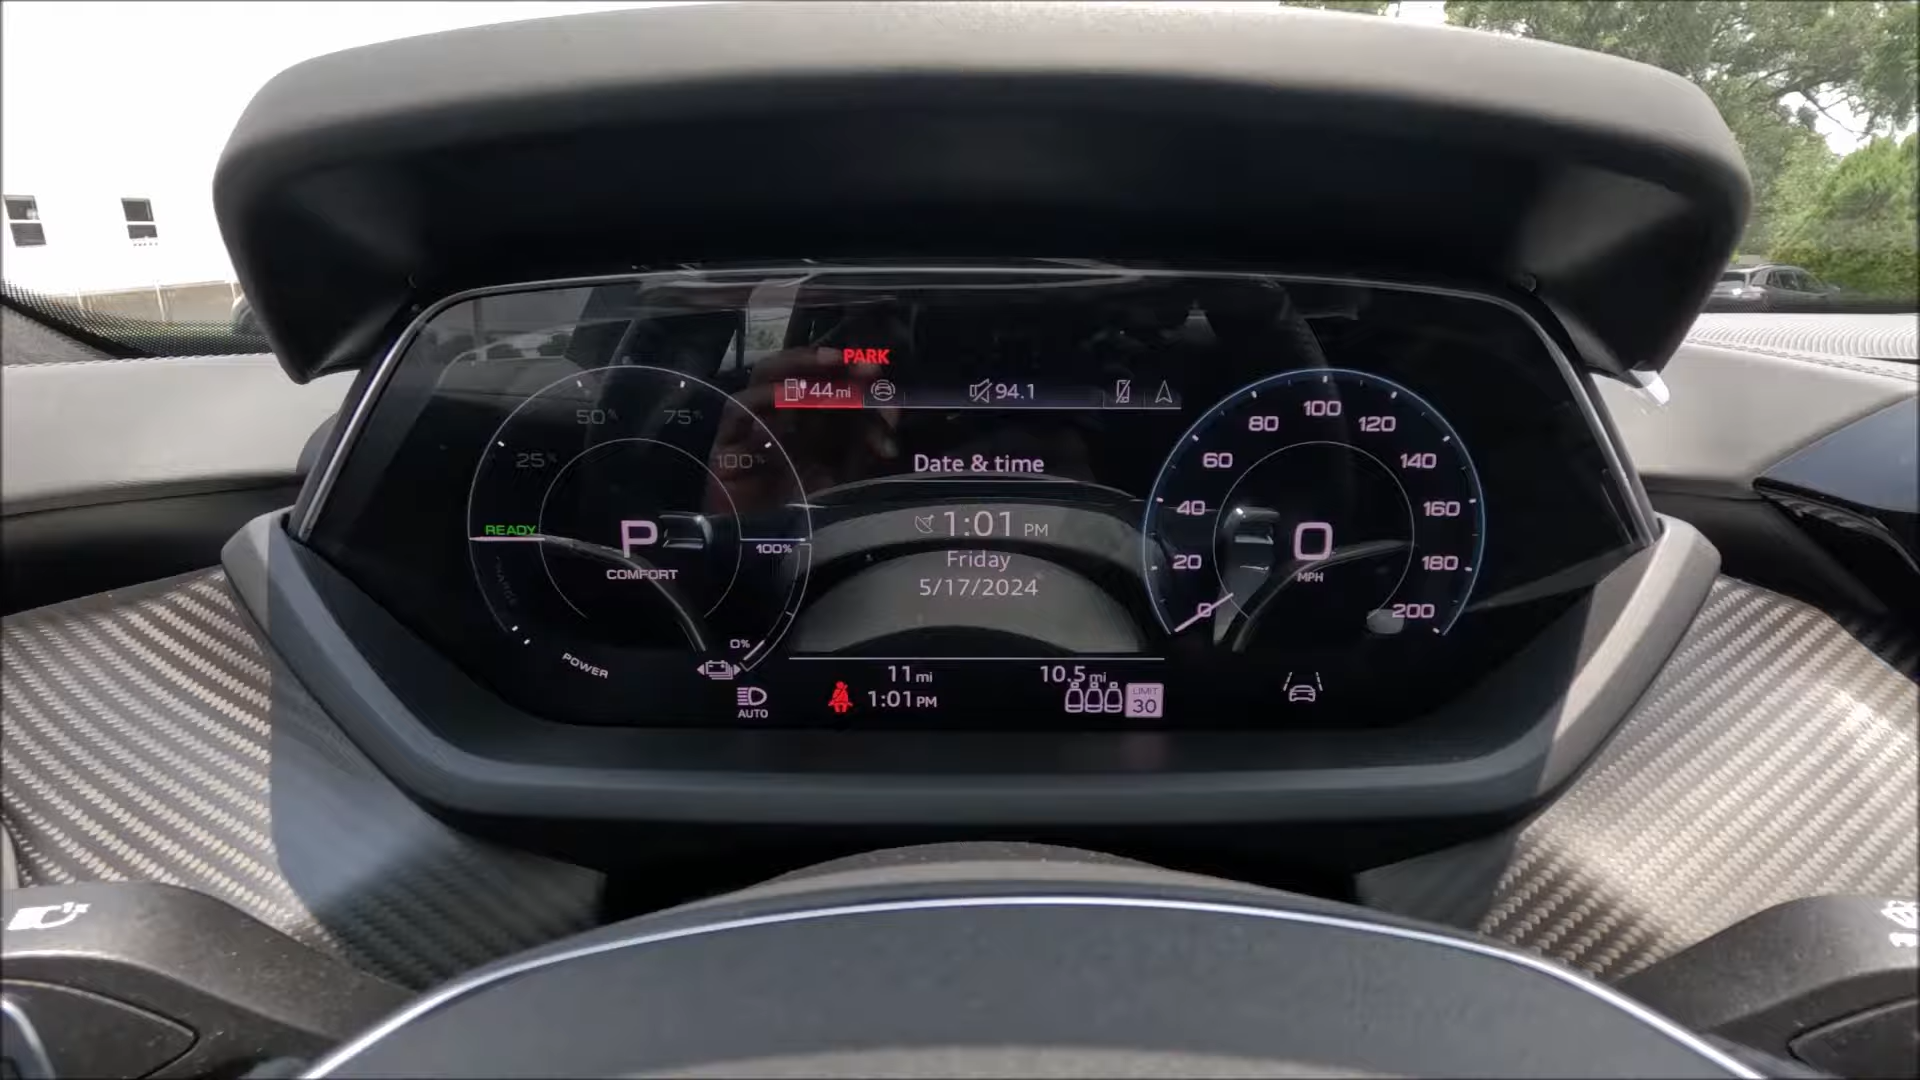 PARK
44 mi
94.1
50%
75%
25%
100%
READY
P
COMFORT
100%
CHARGE
0%
POWER
AUTO
Date & time
1:01 PM
Friday
5/17/2024
11 mi
10.5 mi
1:01 PM
LIMIT
30
0
20
40
60
80
100
120
140
160
180
200
0
MPH